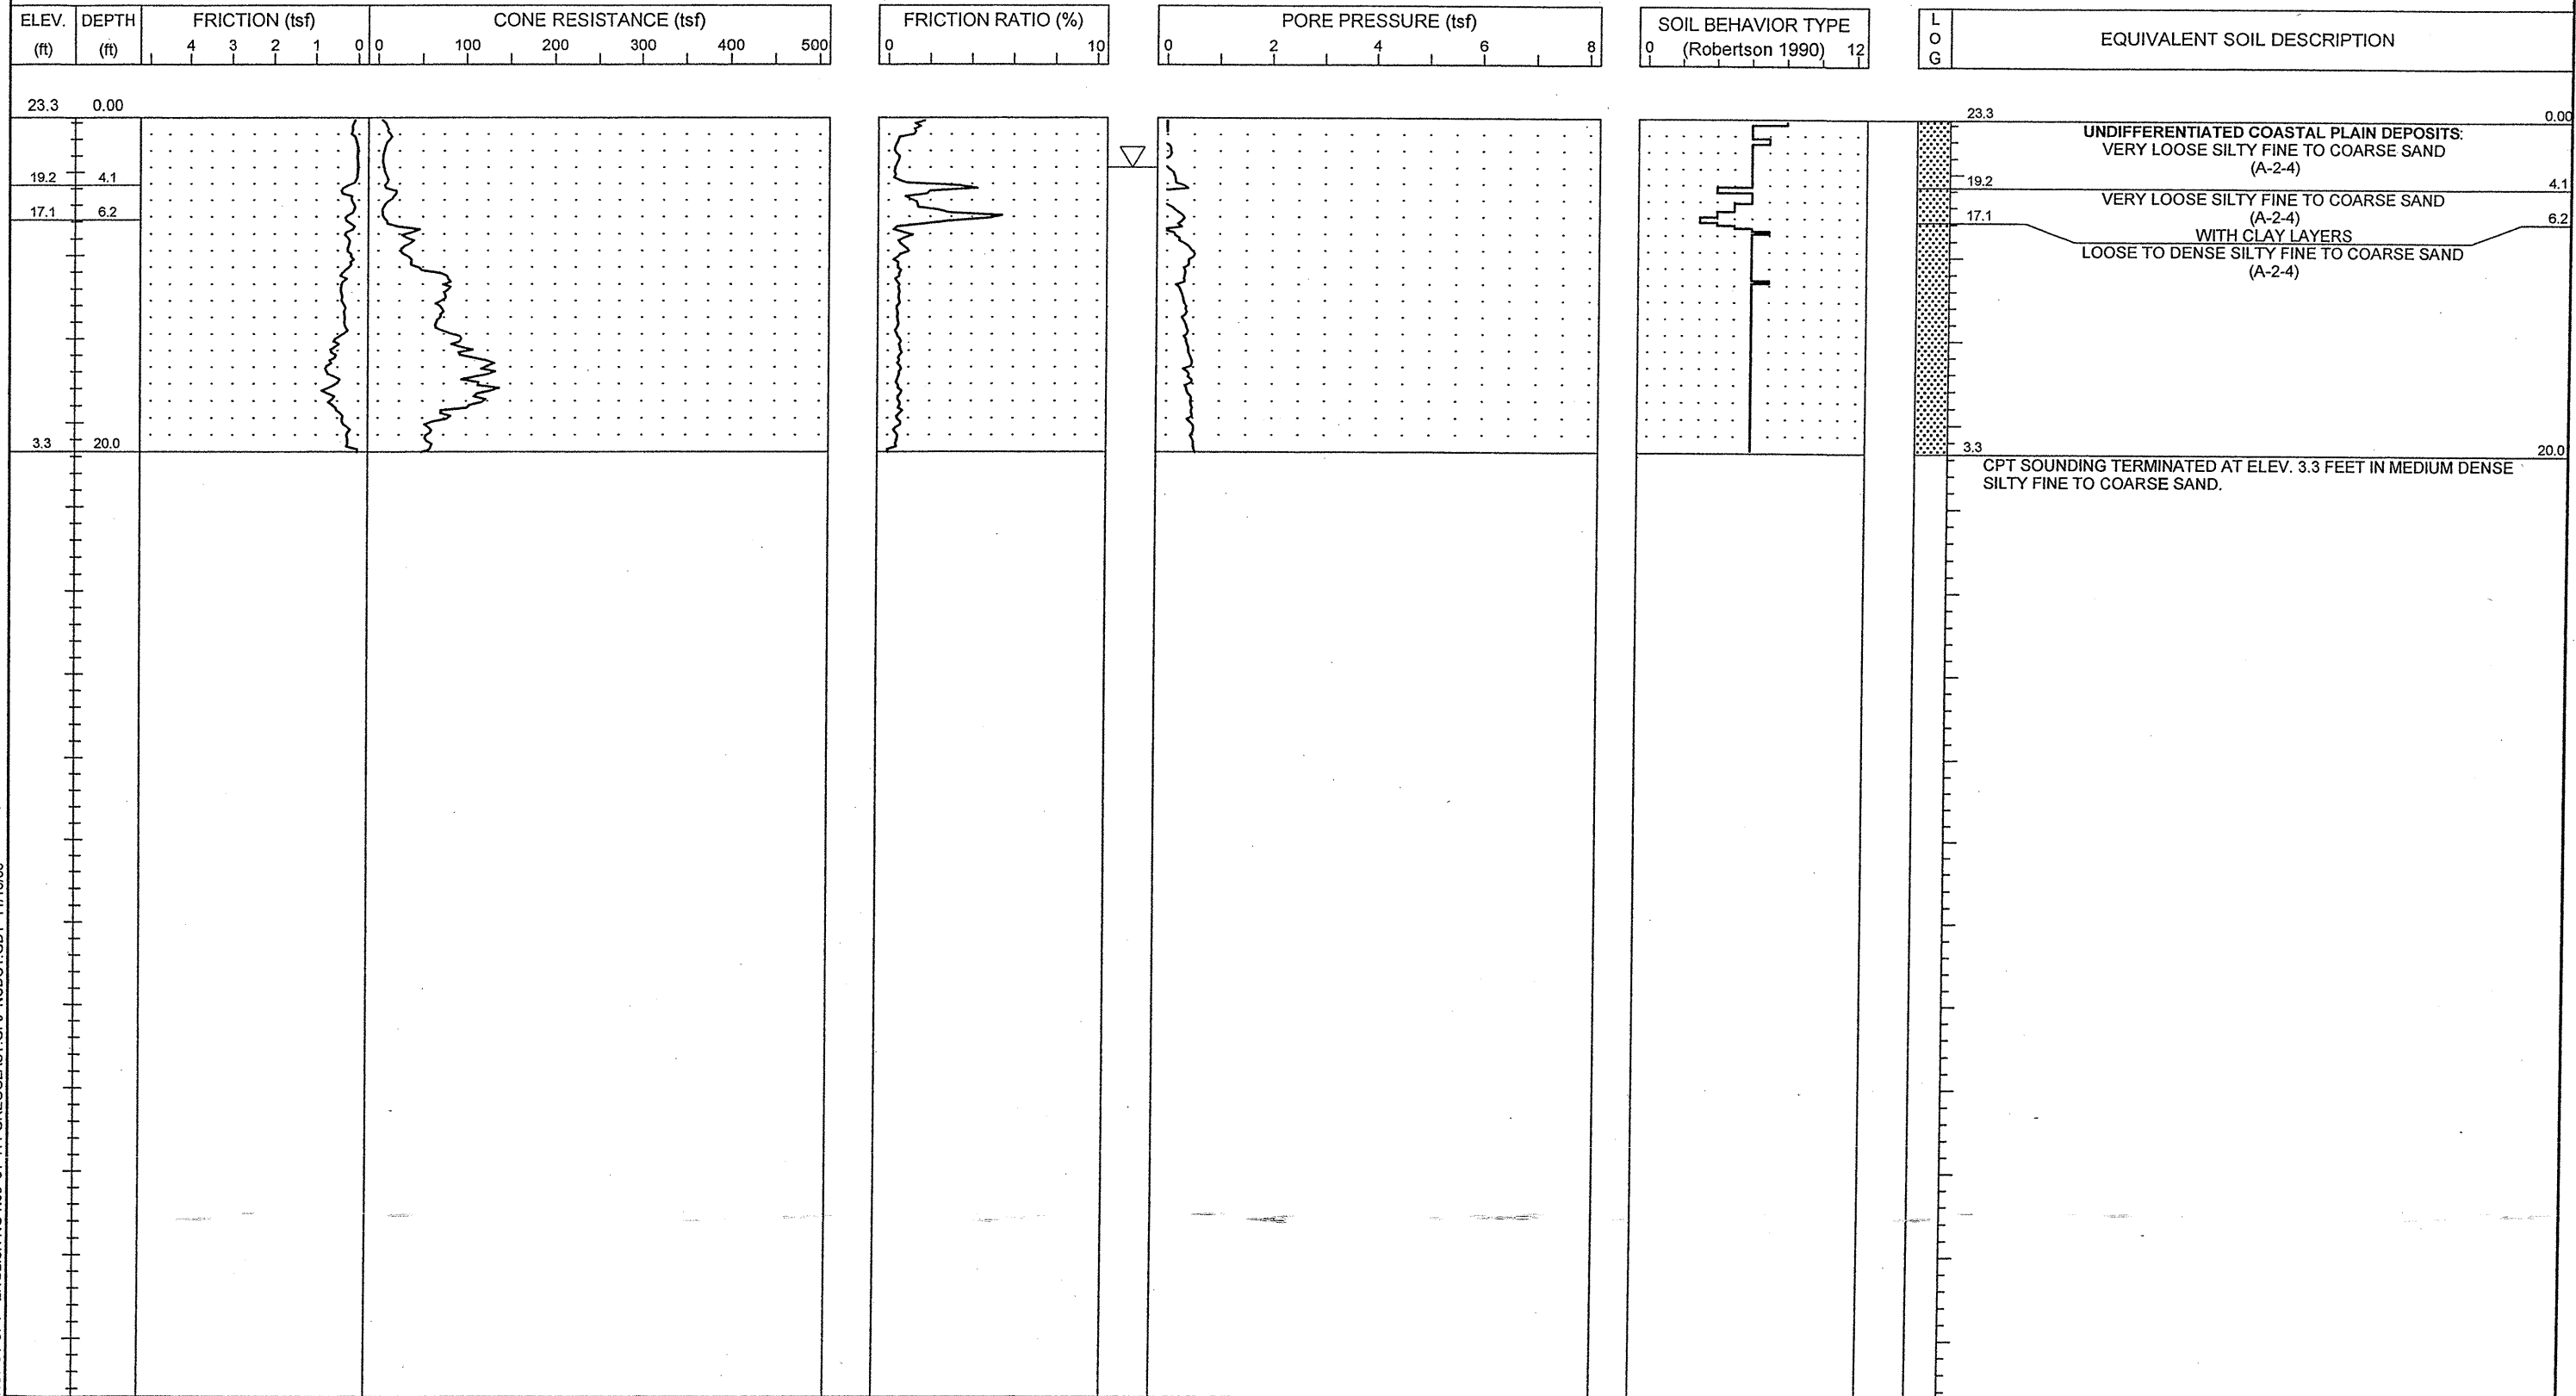 ELEV.
(ft)
DEPTH
(ft)
FRICTION (tsf)
4 3 2 1 0
CONE RESISTANCE (tsf)
0 100 200 300 400 500
FRICTION RATIO (%)
0 10
PORE PRESSURE (tsf)
0 2 4 6 8
SOIL BEHAVIOR TYPE
(Robertson 1990)
0 12
L
O
G
EQUIVALENT SOIL DESCRIPTION
23.3 0.00
19.2 4.1
17.1 6.2
3.3 20.0
23.3 0.00
UNDIFFERENTIATED COASTAL PLAIN DEPOSITS:
VERY LOOSE SILTY FINE TO COARSE SAND
(A-2-4)
19.2 4.1
VERY LOOSE SILTY FINE TO COARSE SAND
(A-2-4)
17.1 6.2
WITH CLAY LAYERS
LOOSE TO DENSE SILTY FINE TO COARSE SAND
(A-2-4)
3.3 20.0
CPT SOUNDING TERMINATED AT ELEV. 3.3 FEET IN MEDIUM DENSE
SILTY FINE TO COARSE SAND.